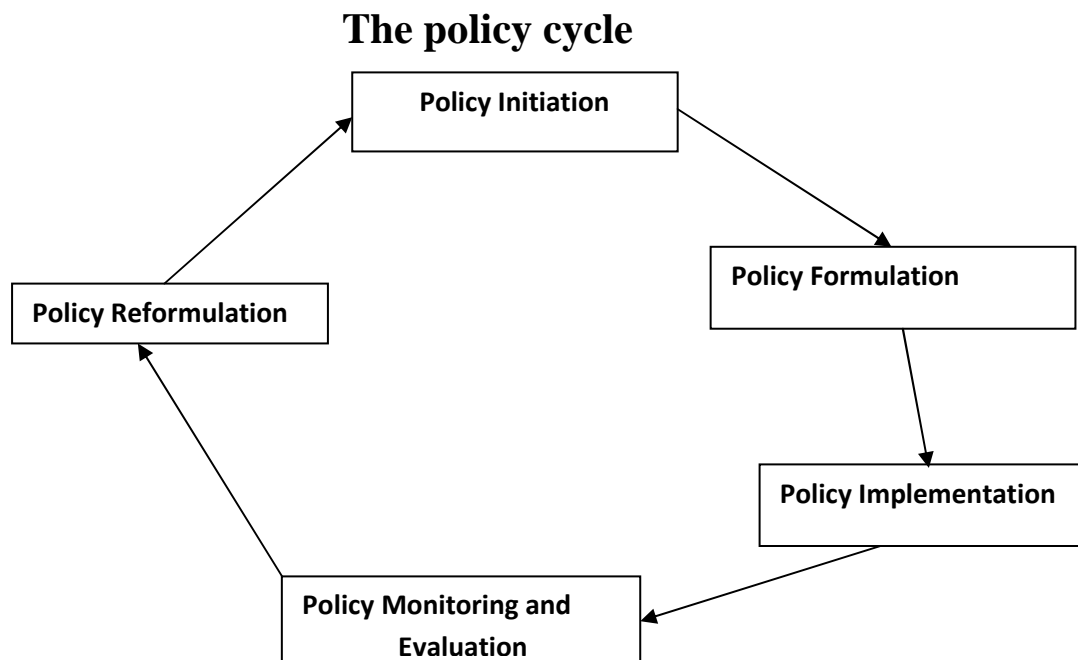 The policy cycle
Policy Initiation
Policy Formulation
Policy Reformulation
Policy Implementation
Policy Monitoring and
Evaluation